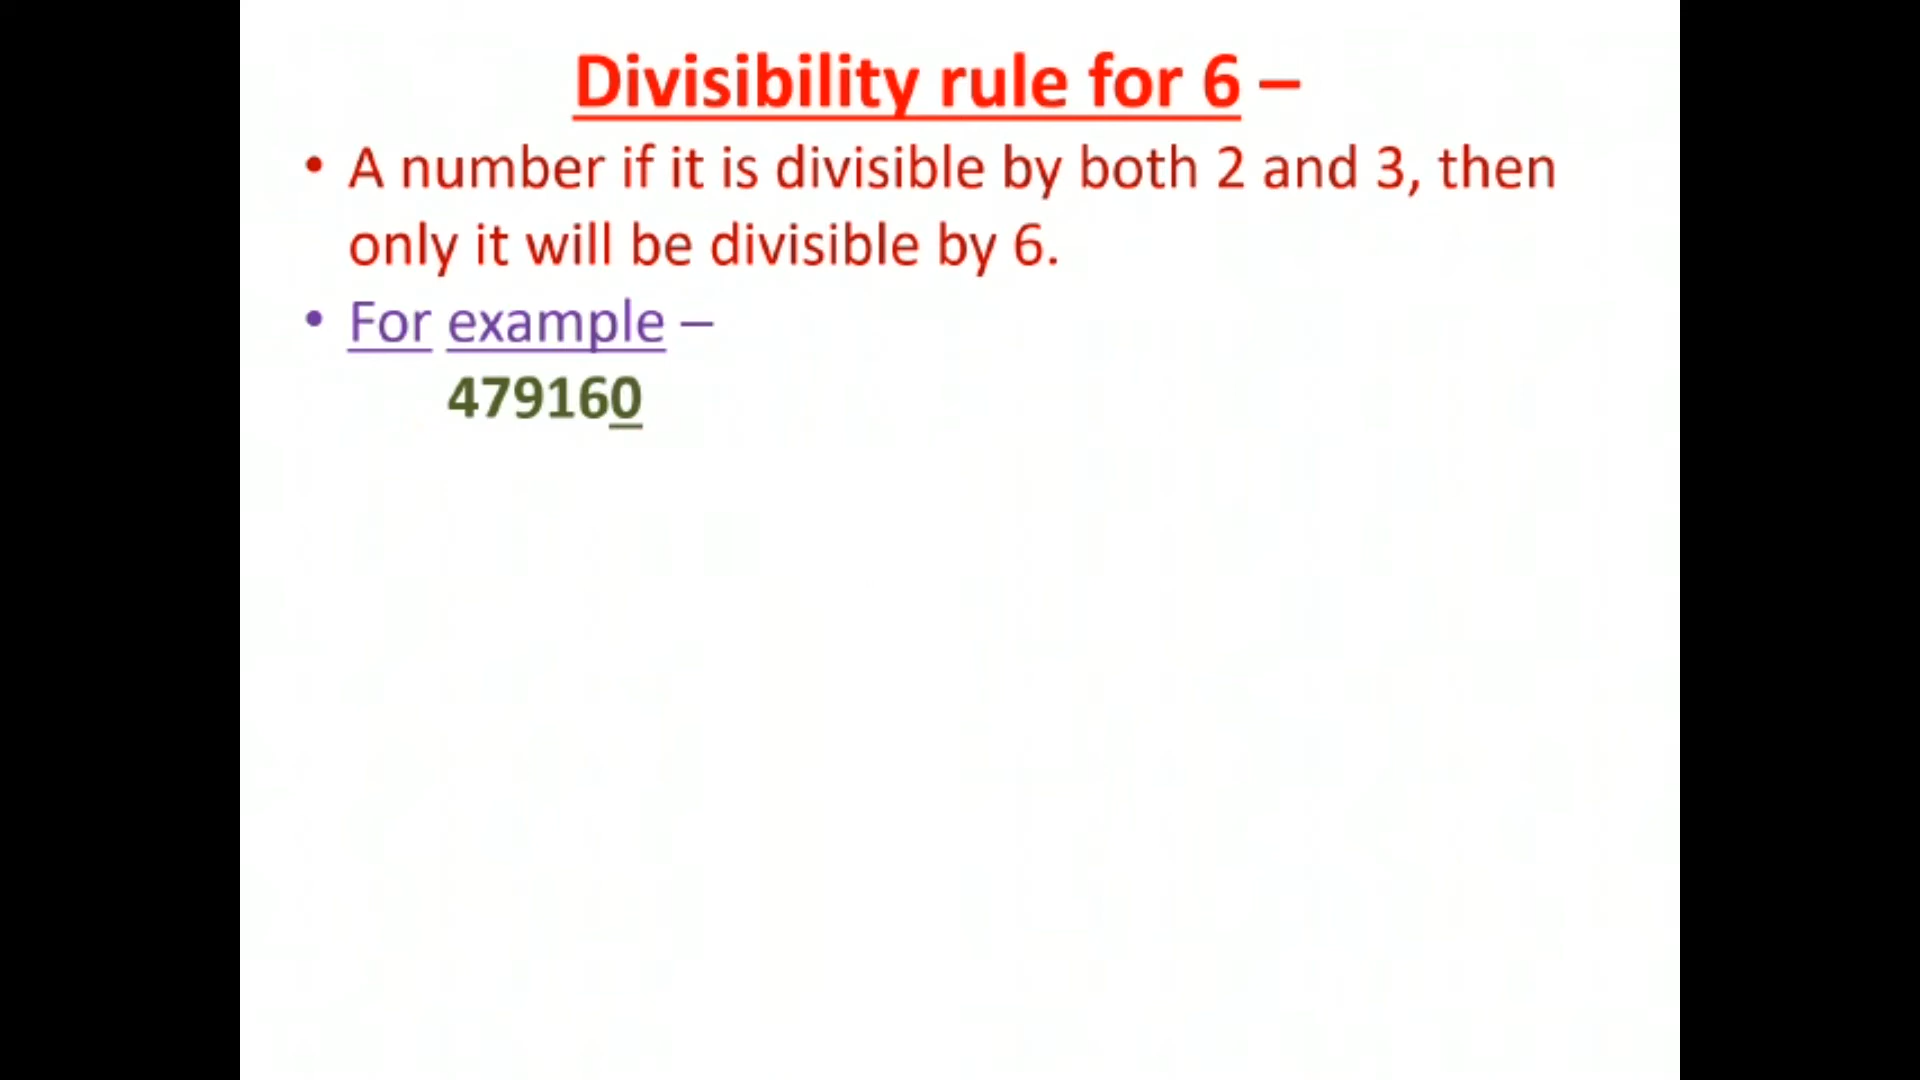 Divisibility rule for 6 –
• A number if it is divisible by both 2 and 3, then
only it will be divisible by 6.
• For example –
479160